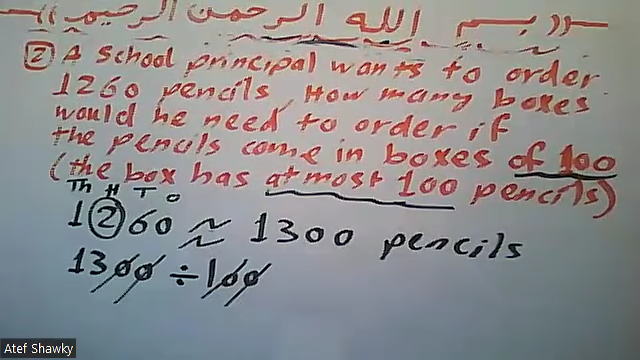 بسم الله الرحمن الرحيم
2 A School principal wants to order
1260 pencils, How many boxes
would he need to order if
the pencils come in boxes of 100
(the box has atmost 100 pencils)
Th H T O
1260 ≈ 1300 pencils
1300 ÷ 100
Atef Shawky